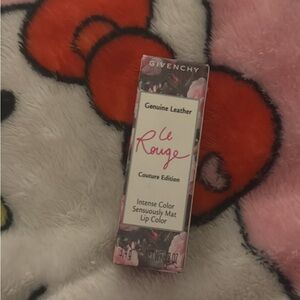 GIVENCHY
Genuine Leather
Le
Rouge
Couture Edition
Intense Color
Sensuously Mat
Lip Color